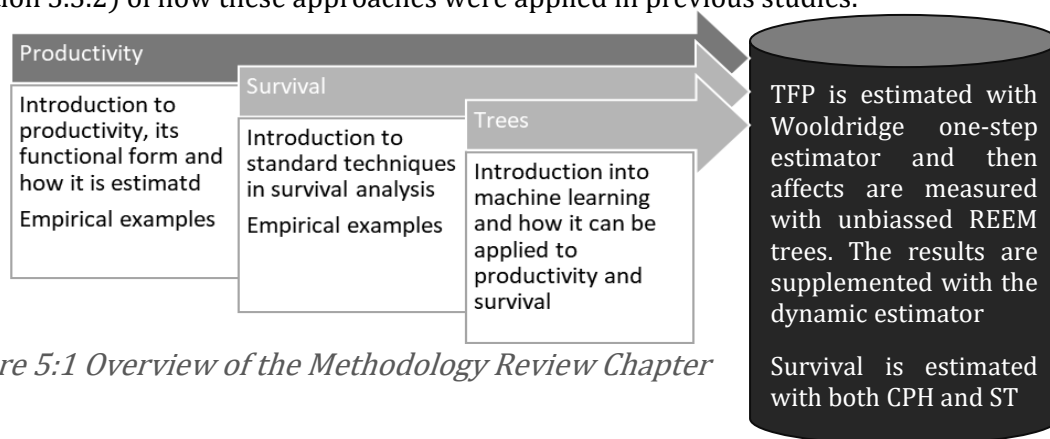 tion 5.3.2) of how these approaches were applied in previous studies.
Productivity
Introduction to
productivity, its
functional form and
how it is estimatd
Empirical examples
Survival
Introduction to
standard techniques
in survival analysis
Empirical examples
Trees
Introduction into
machine learning
and how it can be
applied to
productivity and
survival
TFP is estimated with
Wooldridge one-step
estimator and then
affects are measured
with unbiassed REEM
trees. The results are
supplemented with the
dynamic estimator
Survival is estimated
with both CPH and ST
re 5:1 Overview of the Methodology Review Chapter